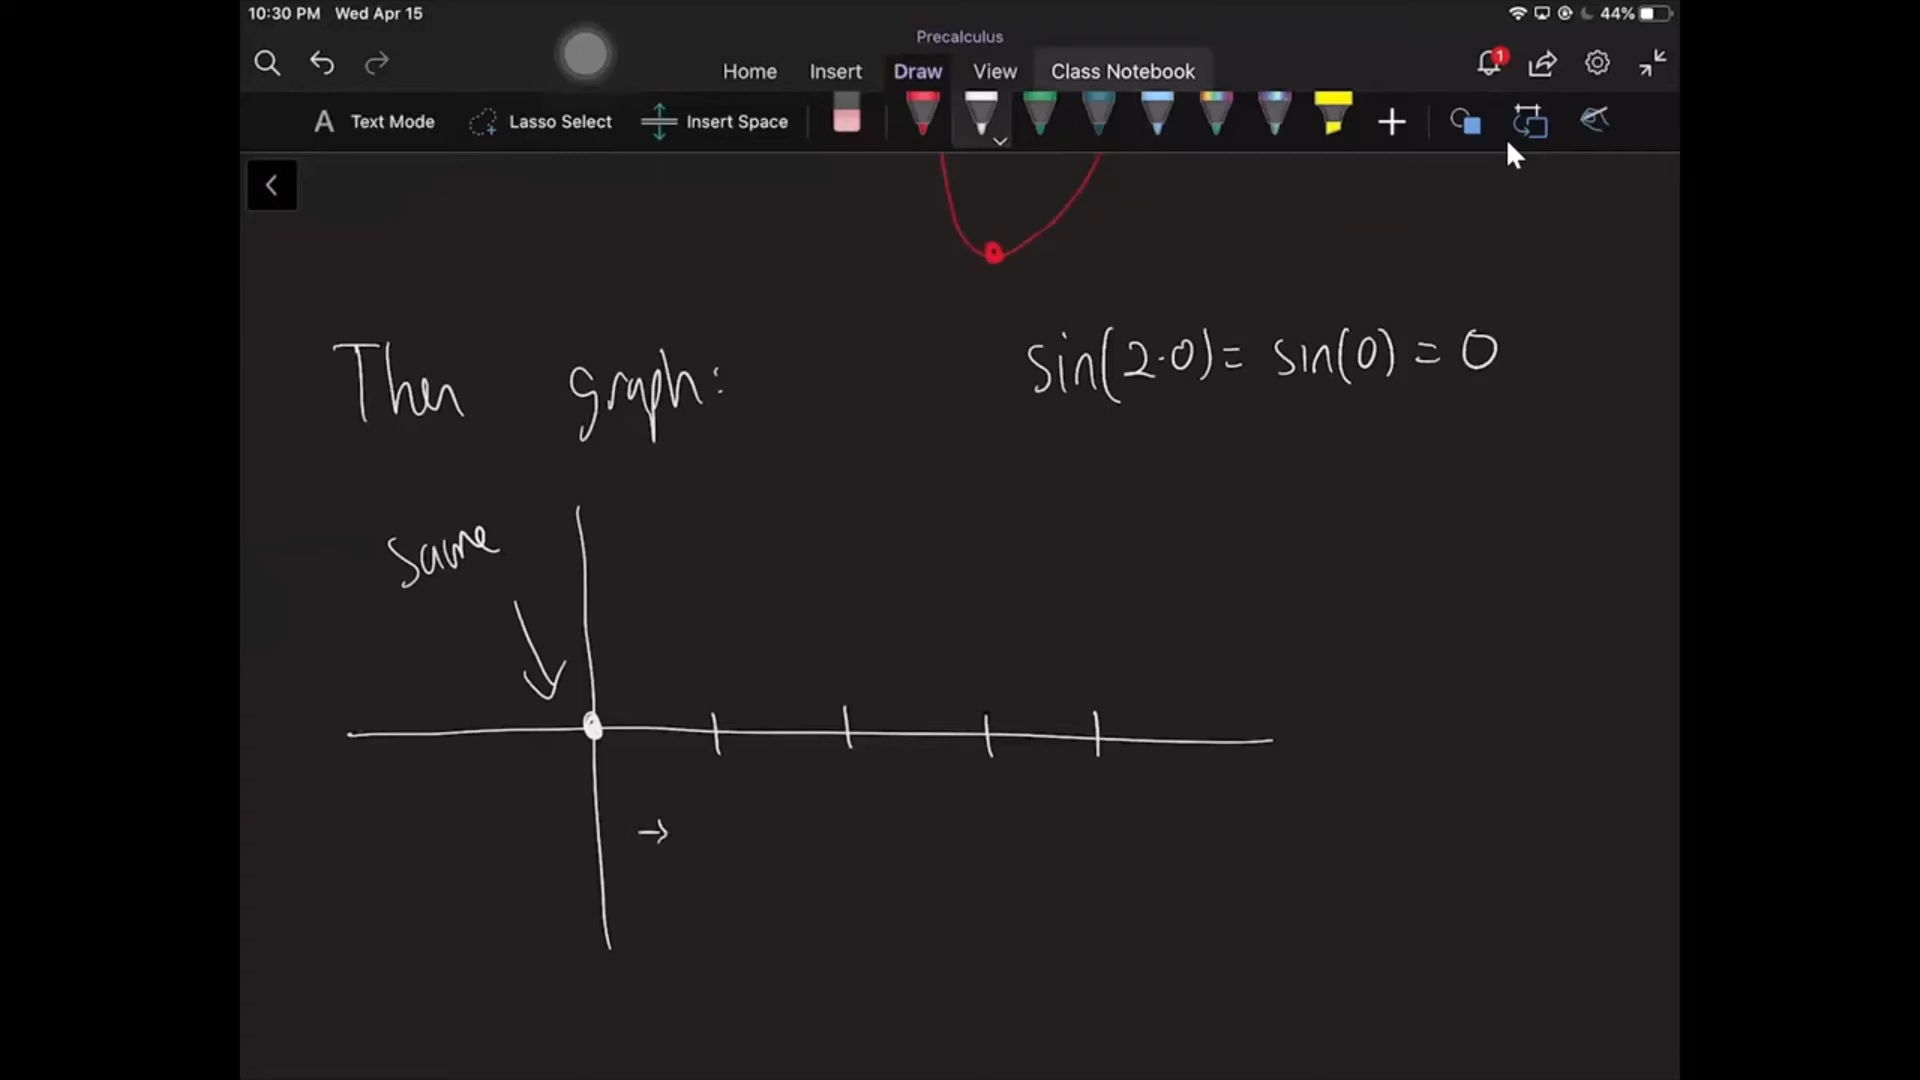 10:30 PM Wed Apr 15
44%
Precalculus
Home Insert Draw View Class Notebook
1
A Text Mode Lasso Select Insert Space
Then graph:
sin(2·0) = sin(0) = 0
same
→